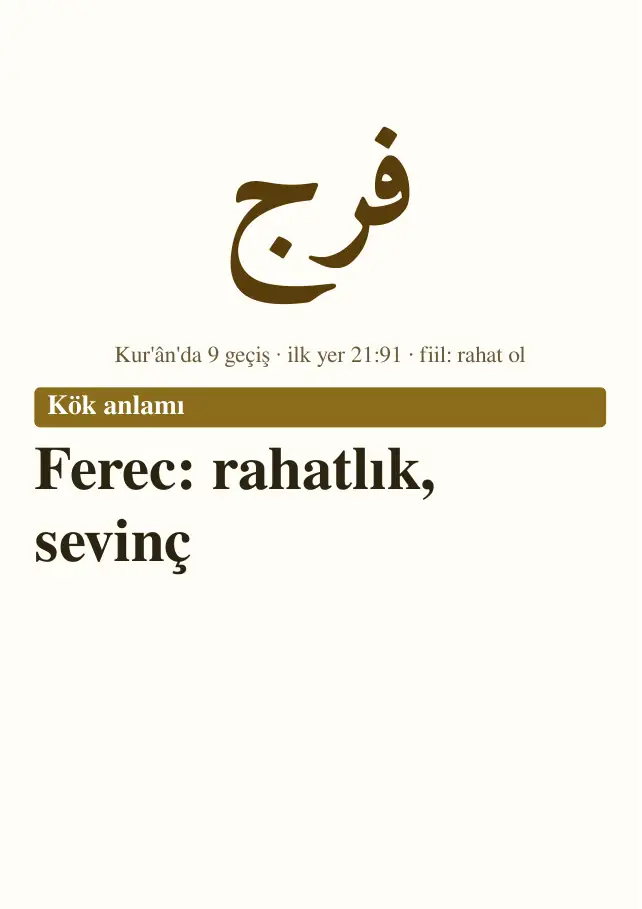 فرج
Kur'ân'da 9 geçiş · ilk yer 21:91 · fiil: rahat ol
Kök anlamı
Ferec: rahatlık,
sevinç